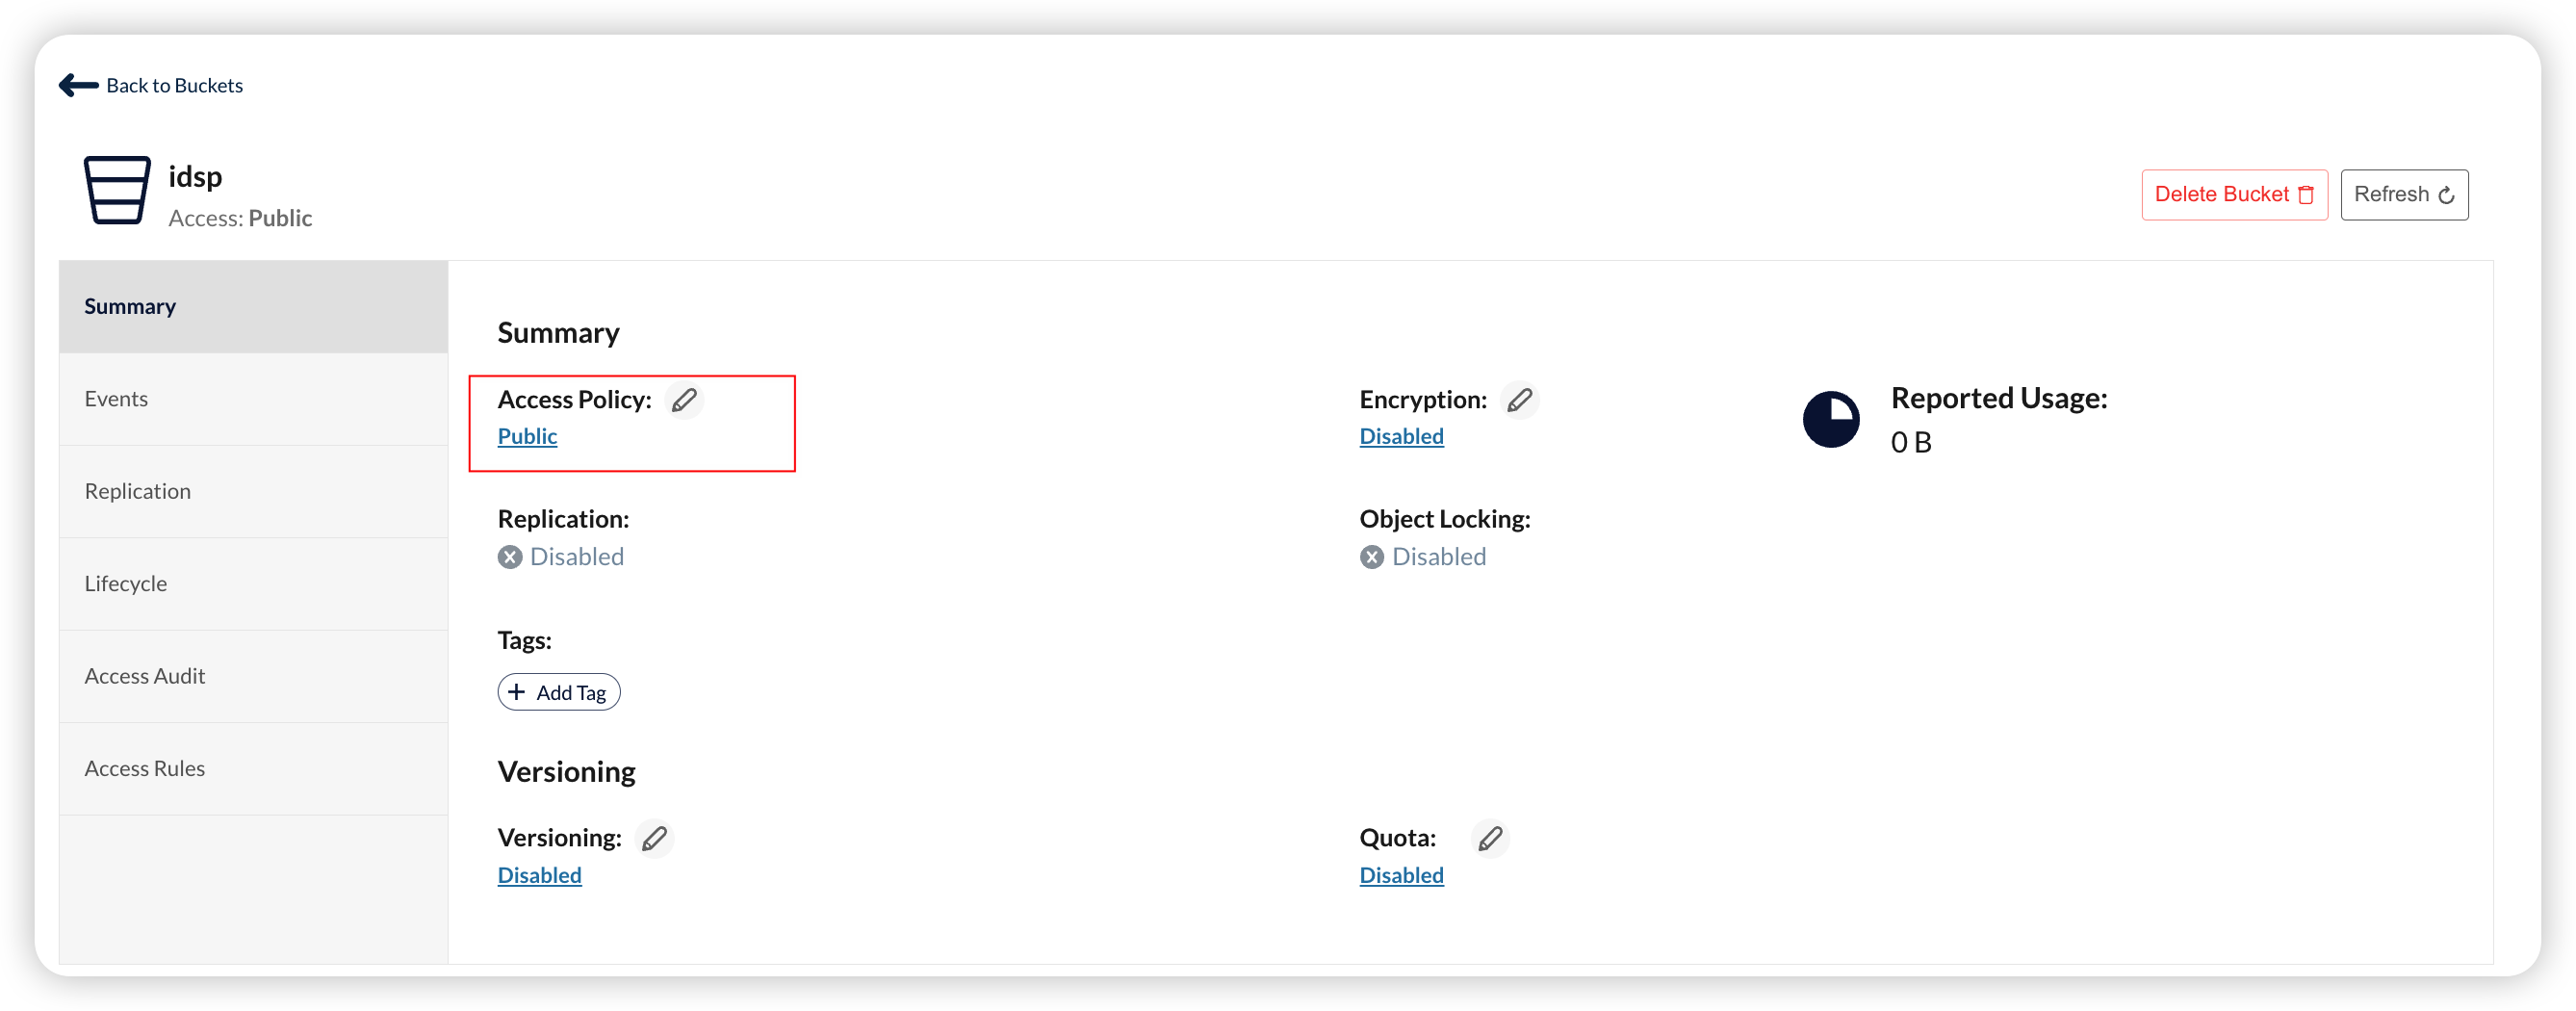 Back to Buckets
idsp
Access: Public
Delete Bucket
Refresh
Summary
Events
Replication
Lifecycle
Access Audit
Access Rules
Summary
Access Policy:
Public
Encryption:
Disabled
Reported Usage:
0 B
Replication:
Disabled
Object Locking:
Disabled
Tags:
+ Add Tag
Versioning
Versioning:
Disabled
Quota:
Disabled